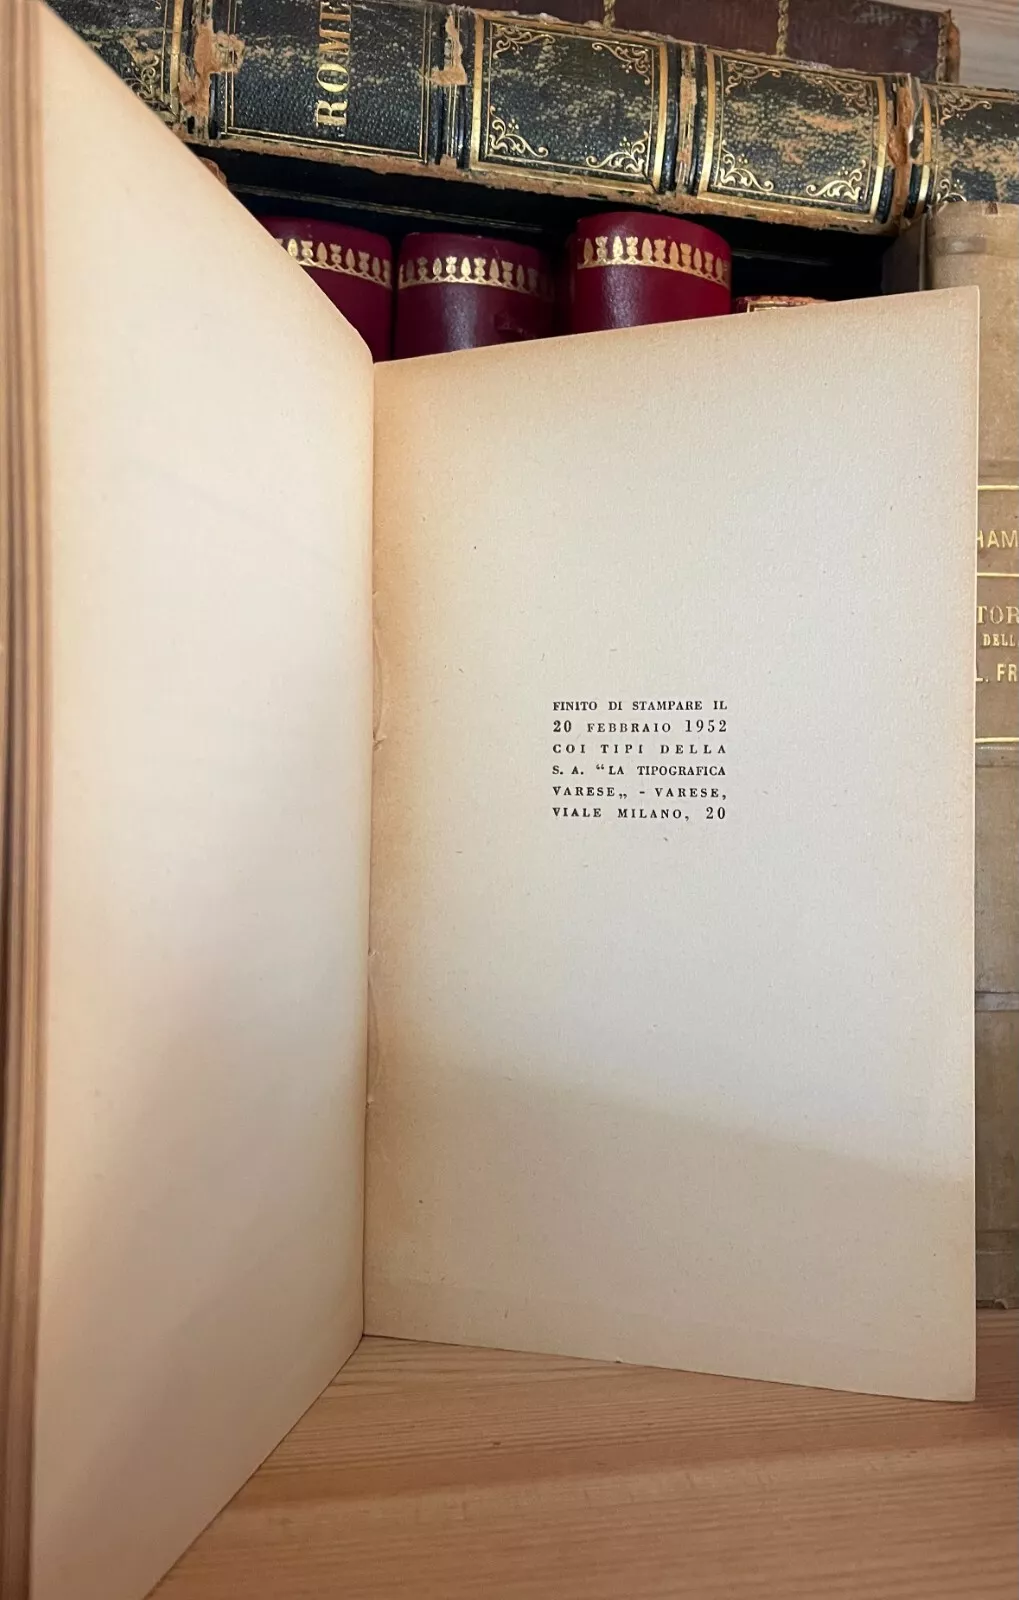 ROME
FINITO DI STAMPARE IL
20 FEBBRAIO 1952
COI TIPI DELLA
S. A. “LA TIPOGRAFICA
VARESE„ - VARESE,
VIALE MILANO, 20
HAM
TOR
DELL
L. FR